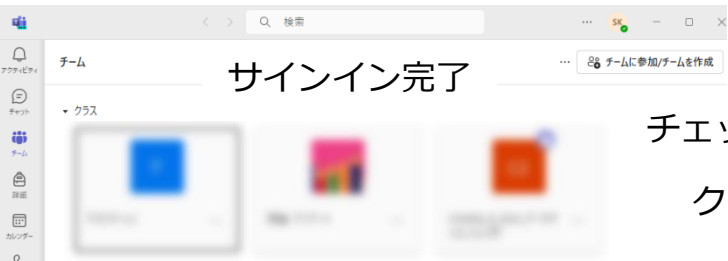 検索
SK
アクティビティ
チーム
サインイン完了
チームに参加/チームを作成
チャット
クラス
チーム
チェッ
課題
ク
カレンダー